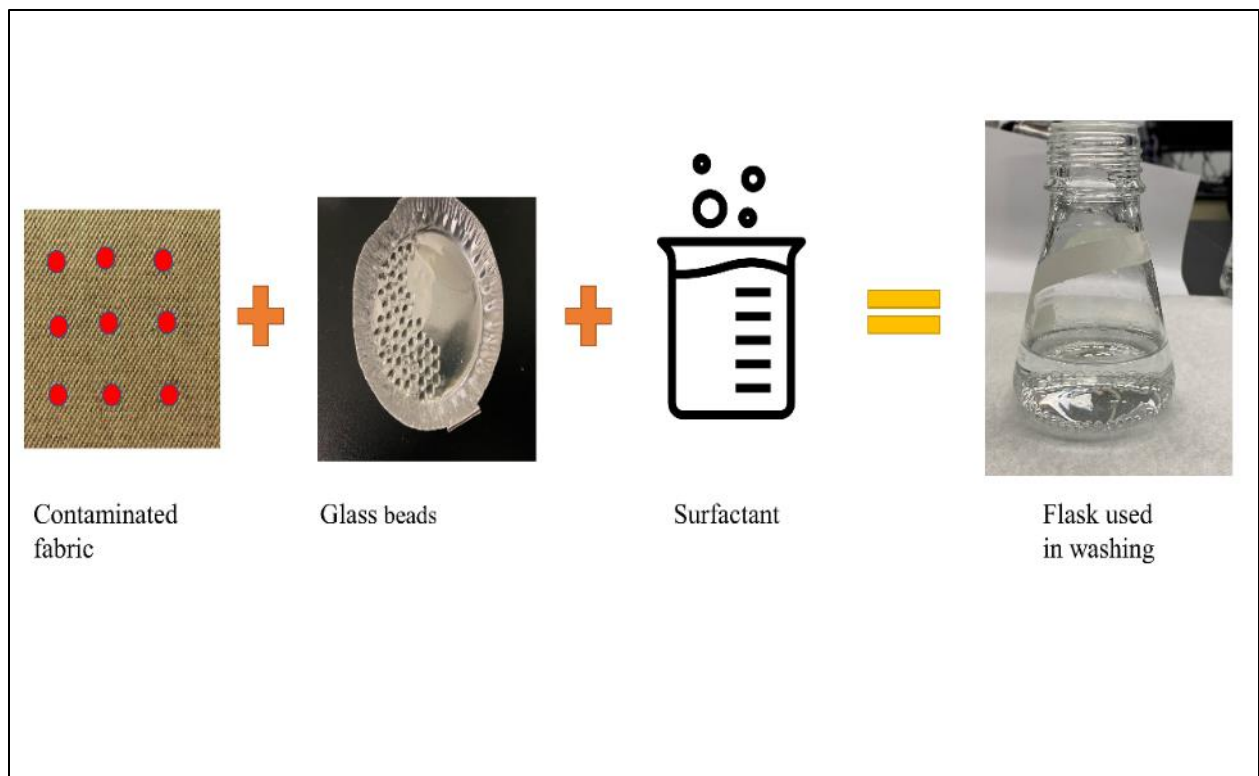 Contaminated
fabric
Glass beads
Surfactant
Flask used
in washing